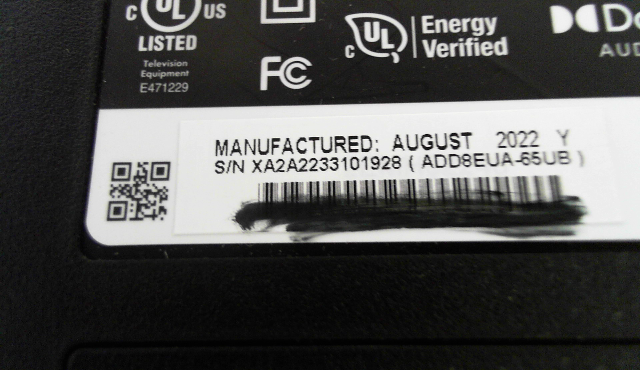 C UL US
LISTED
Television
Equipment
E471229
FC
C UL
Energy
Verified
AUD
MANUFACTURED: AUGUST 2022 Y
S/N XA2A2233101928 ( ADD8EUA-65UB )